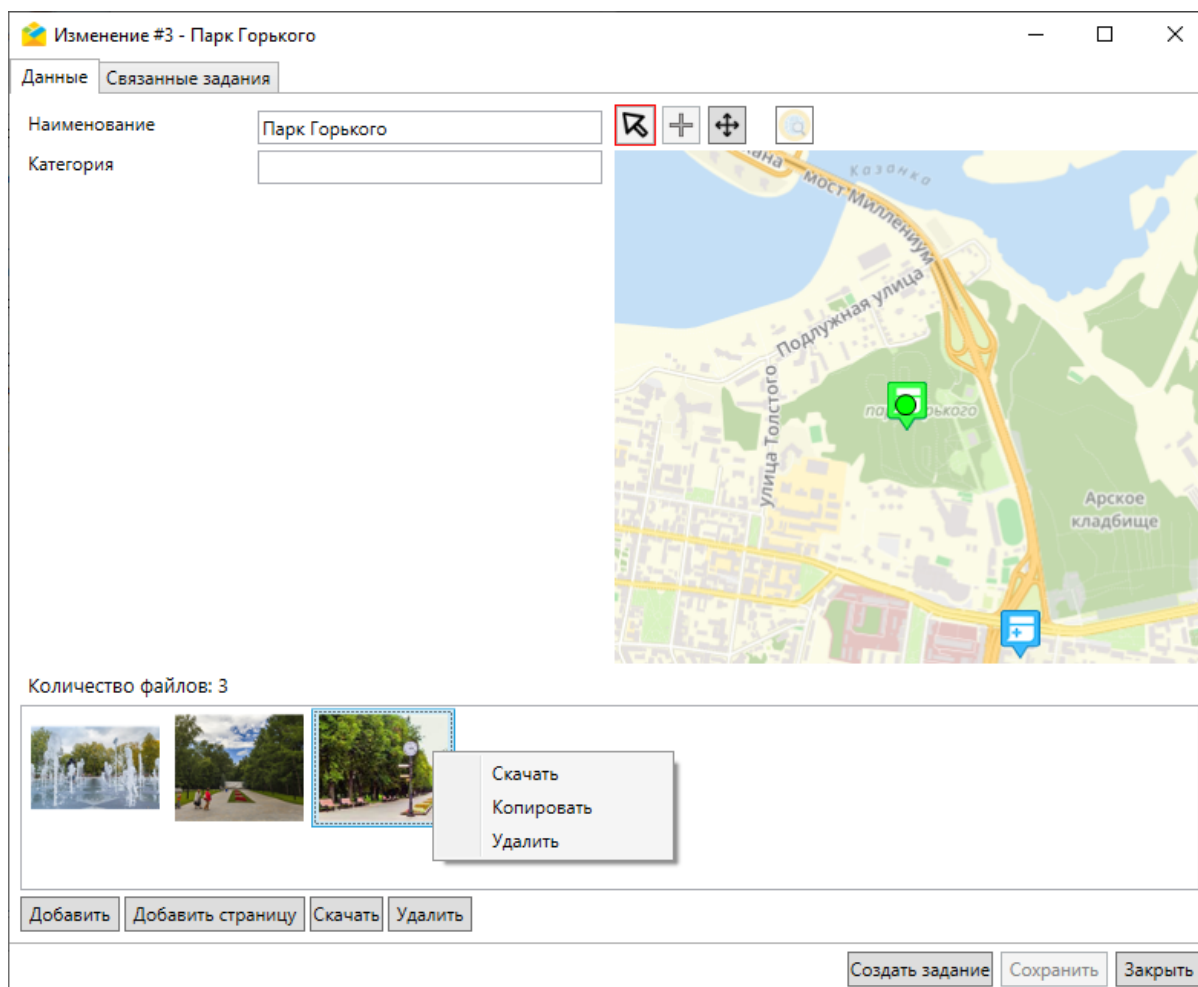 Изменение #3 - Парк Горького
Данные
Связанные задания
Наименование
Парк Горького
Категория
Казанка
мост Миллениум
Подлужная улица
улица Толстого
Арское
кладбище
Количество файлов: 3
Скачать
Копировать
Удалить
Добавить
Добавить страницу
Скачать
Удалить
Создать задание
Сохранить
Закрыть